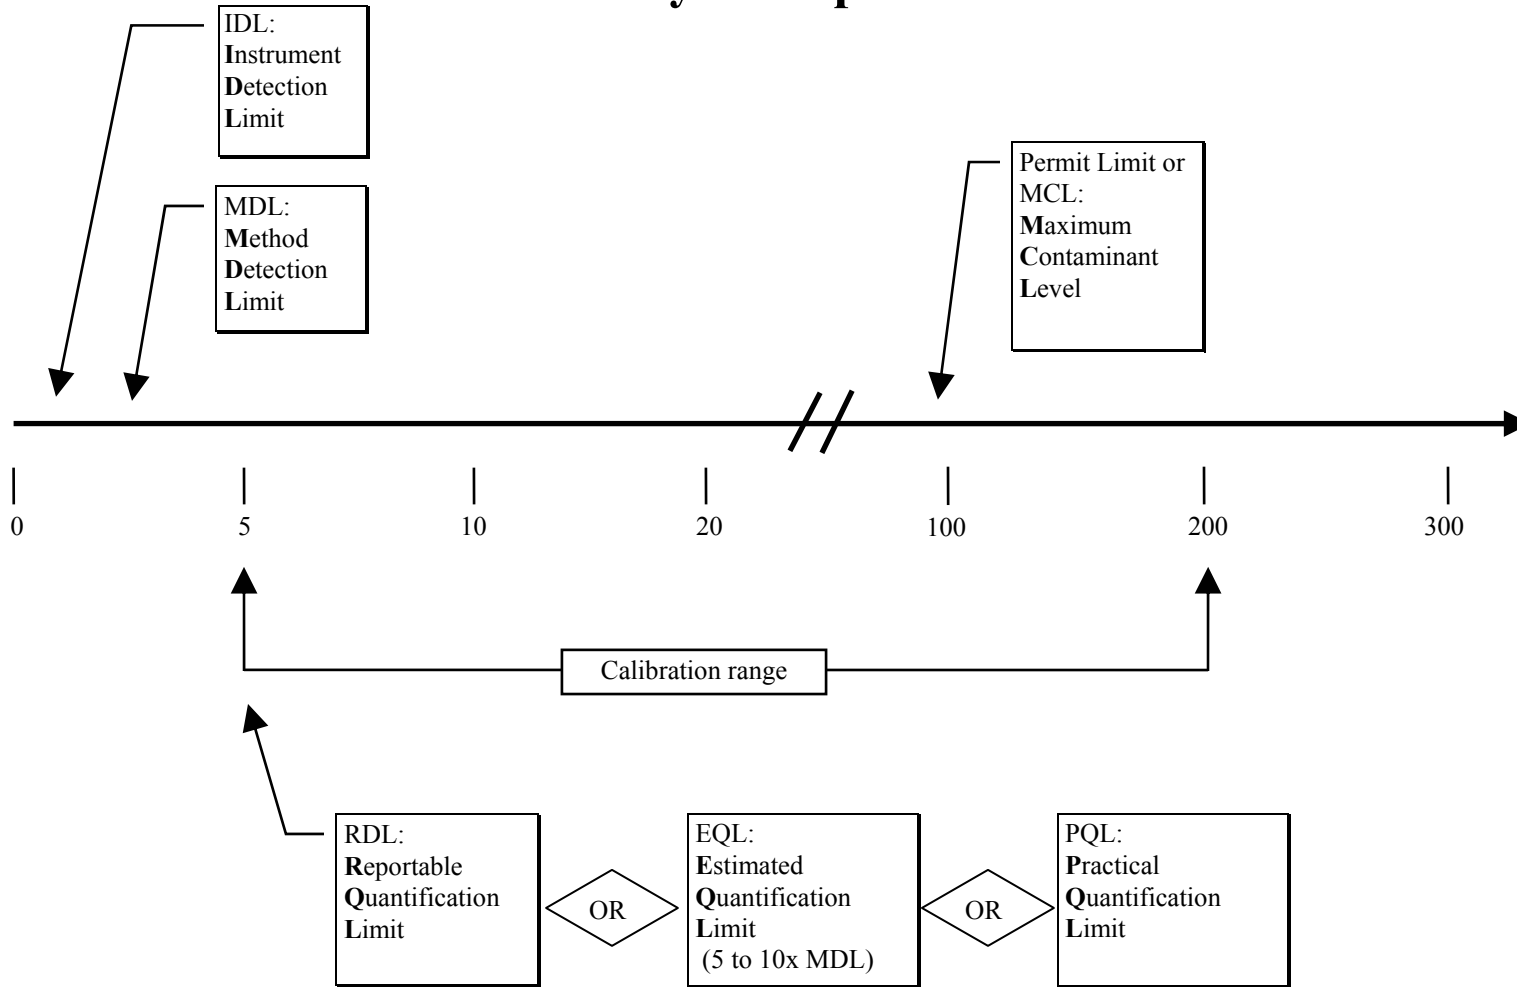 IDL:
Instrument
Detection
Limit
MDL:
Method
Detection
Limit
Permit Limit or
MCL:
Maximum
Contaminant
Level
0
5
10
20
100
200
300
Calibration range
RDL:
Reportable
Quantification
Limit
OR
EQL:
Estimated
Quantification
Limit
(5 to 10x MDL)
OR
PQL:
Practical
Quantification
Limit